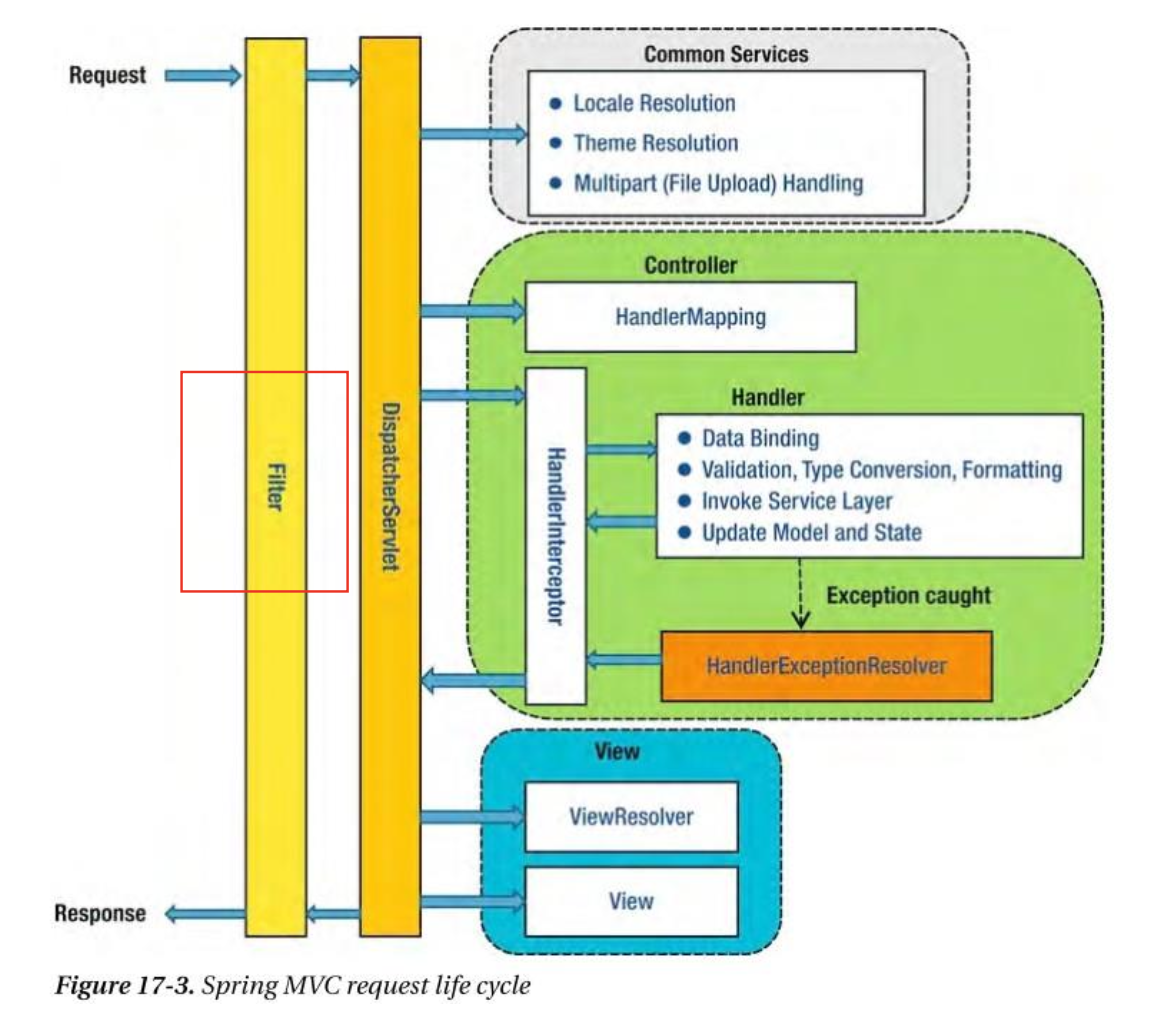 Request
Common Services
● Locale Resolution
● Theme Resolution
● Multipart (File Upload) Handling
Controller
HandlerMapping
Filter
DispatcherServlet
HandlerInterceptor
Handler
● Data Binding
● Validation, Type Conversion, Formatting
● Invoke Service Layer
● Update Model and State
Exception caught
HandlerExceptionResolver
View
ViewResolver
View
Response
Figure 17-3. Spring MVC request life cycle